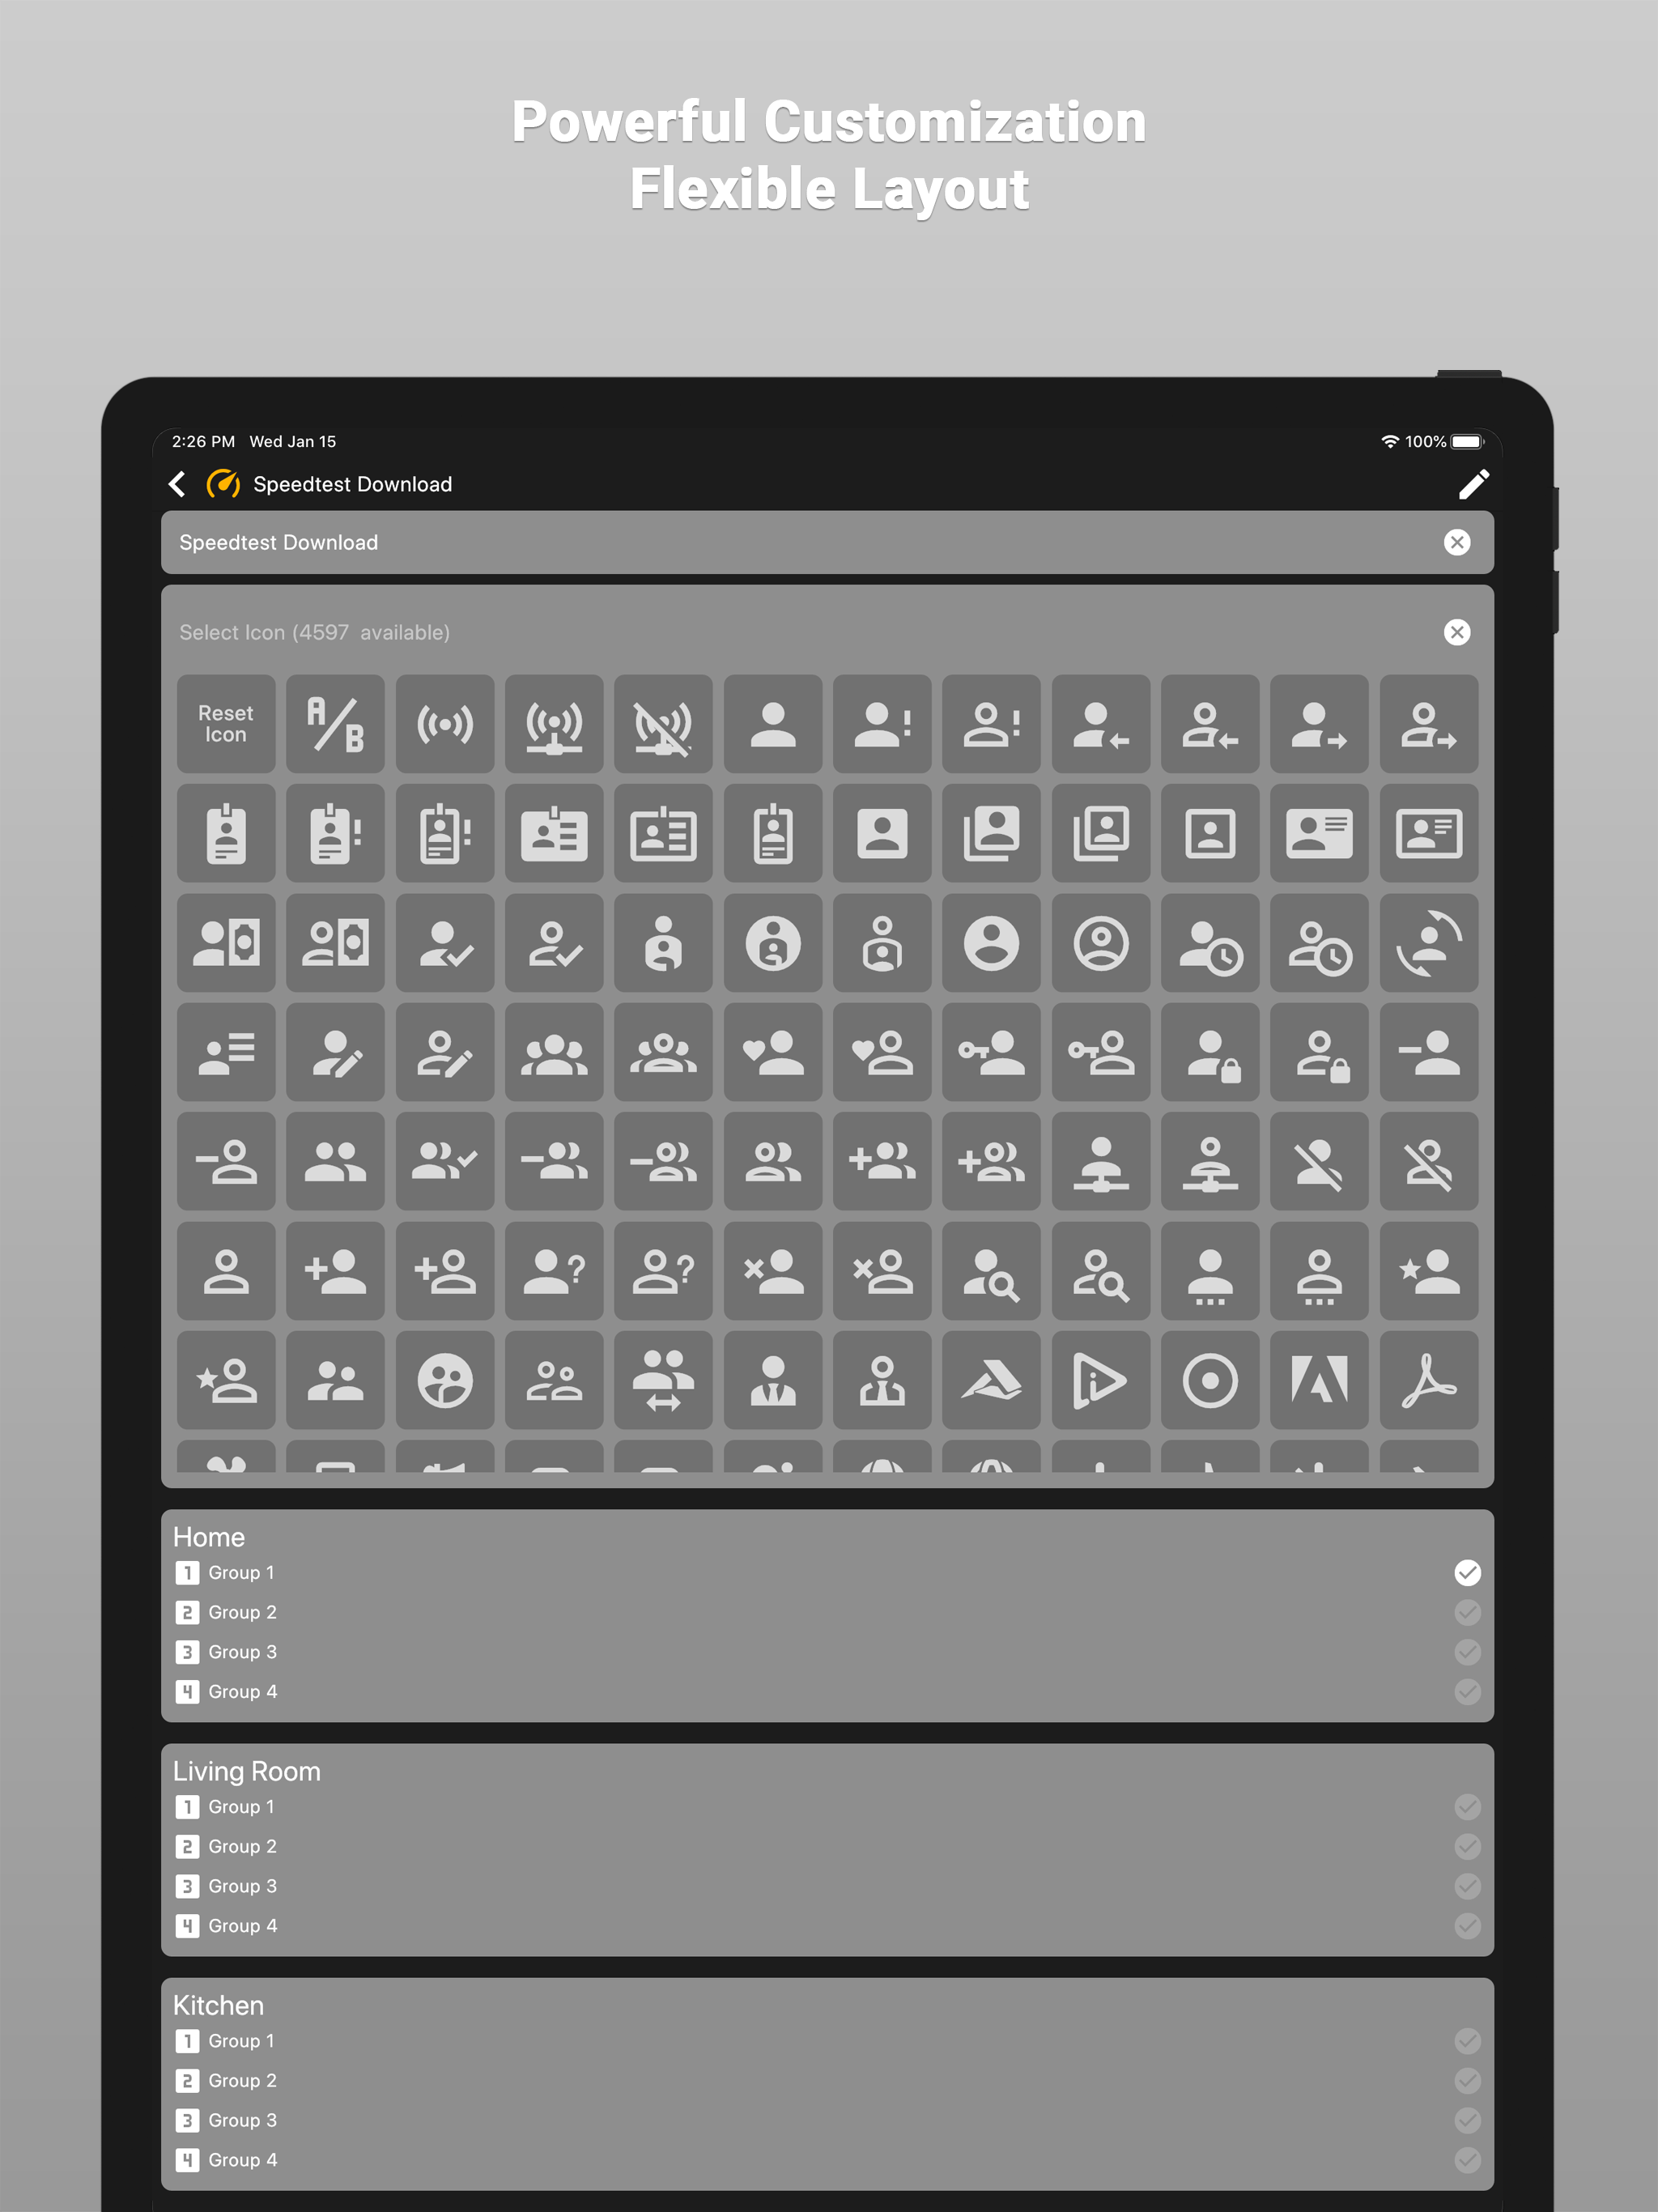 Powerful Customization
Flexible Layout
2:26 PM Wed Jan 15
100%
Speedtest Download
Speedtest Download
Select Icon (4597 available)
Reset
Icon
A/B
Home
1 Group 1
2 Group 2
3 Group 3
4 Group 4
Living Room
1 Group 1
2 Group 2
3 Group 3
4 Group 4
Kitchen
1 Group 1
2 Group 2
3 Group 3
4 Group 4